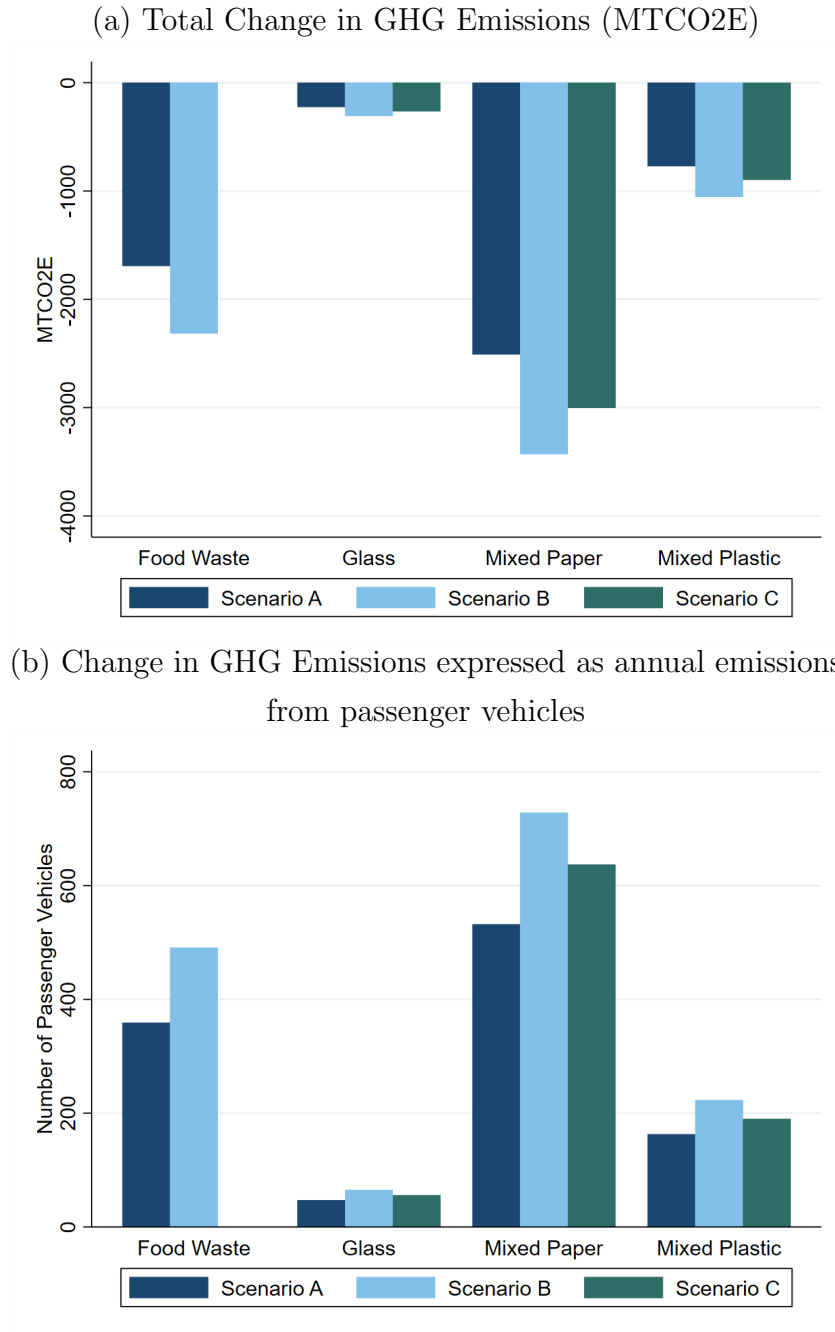 (a) Total Change in GHG Emissions (MTCO2E)
0
-1000
-2000
-3000
-4000
MTCO2E
Food Waste Glass Mixed Paper Mixed Plastic
Scenario A Scenario B Scenario C
(b) Change in GHG Emissions expressed as annual emissions
from passenger vehicles
800
600
400
200
0
Number of Passenger Vehicles
Food Waste Glass Mixed Paper Mixed Plastic
Scenario A Scenario B Scenario C